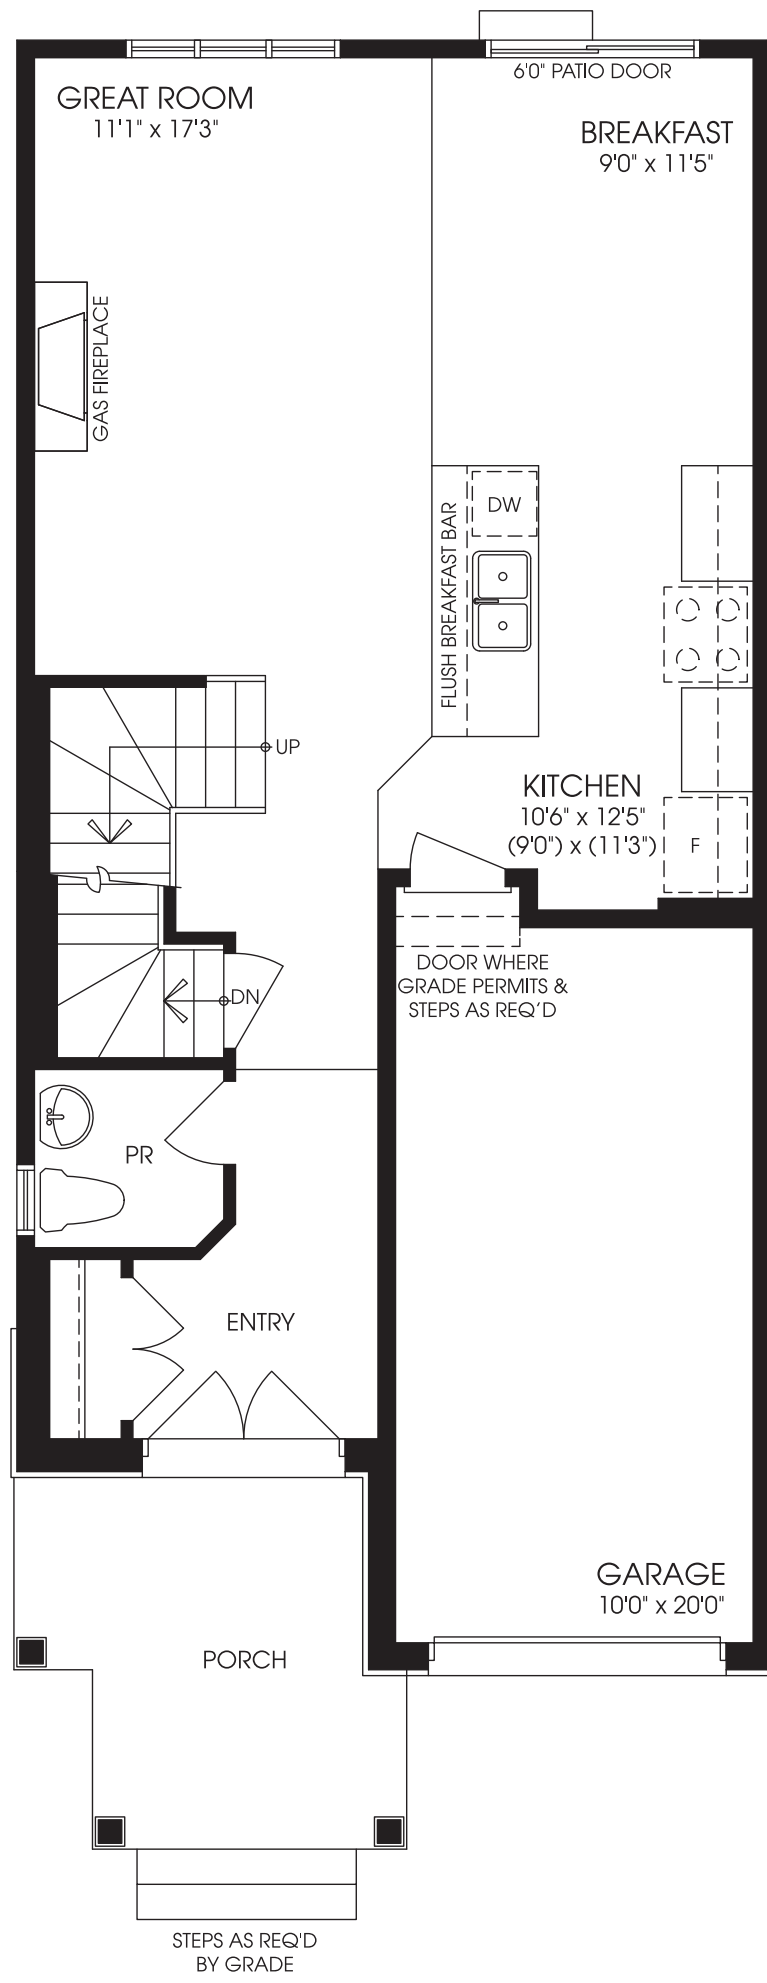 6'0" PATIO DOOR
GREAT ROOM
11'1" x 17'3"
BREAKFAST
9'0" x 11'5"
GAS FIREPLACE
DW
FLUSH BREAKFAST BAR
UP
KITCHEN
10'6" x 12'5"
(9'0") x (11'3")
F
DOOR WHERE
GRADE PERMITS &
STEPS AS REQ'D
DN
PR
ENTRY
GARAGE
10'0" x 20'0"
PORCH
STEPS AS REQ'D
BY GRADE